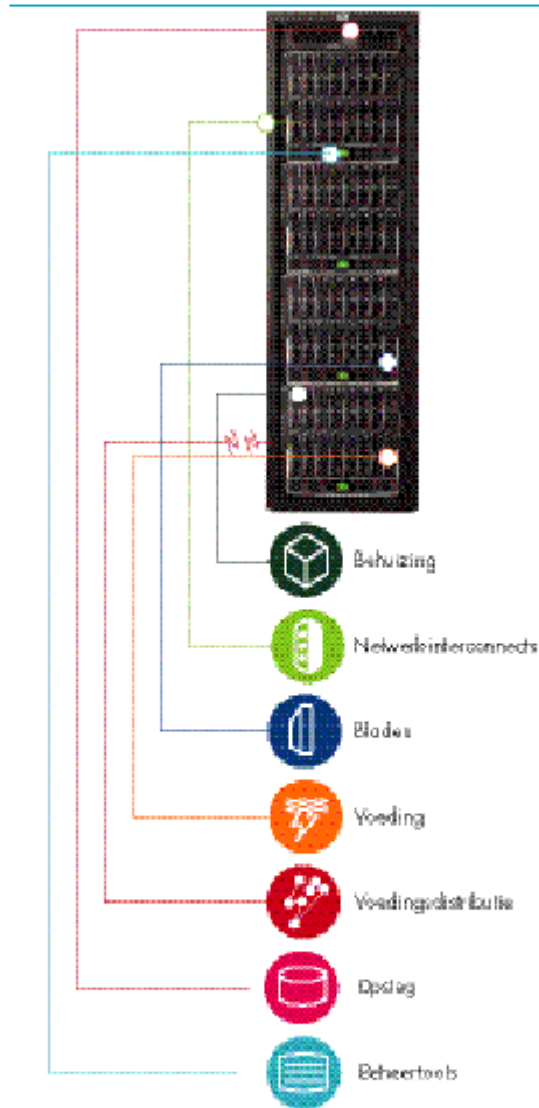 Behuizing
Netwerkinterconnects
Blades
Voeding
Voedingsdistributie
Opslag
Beheertools